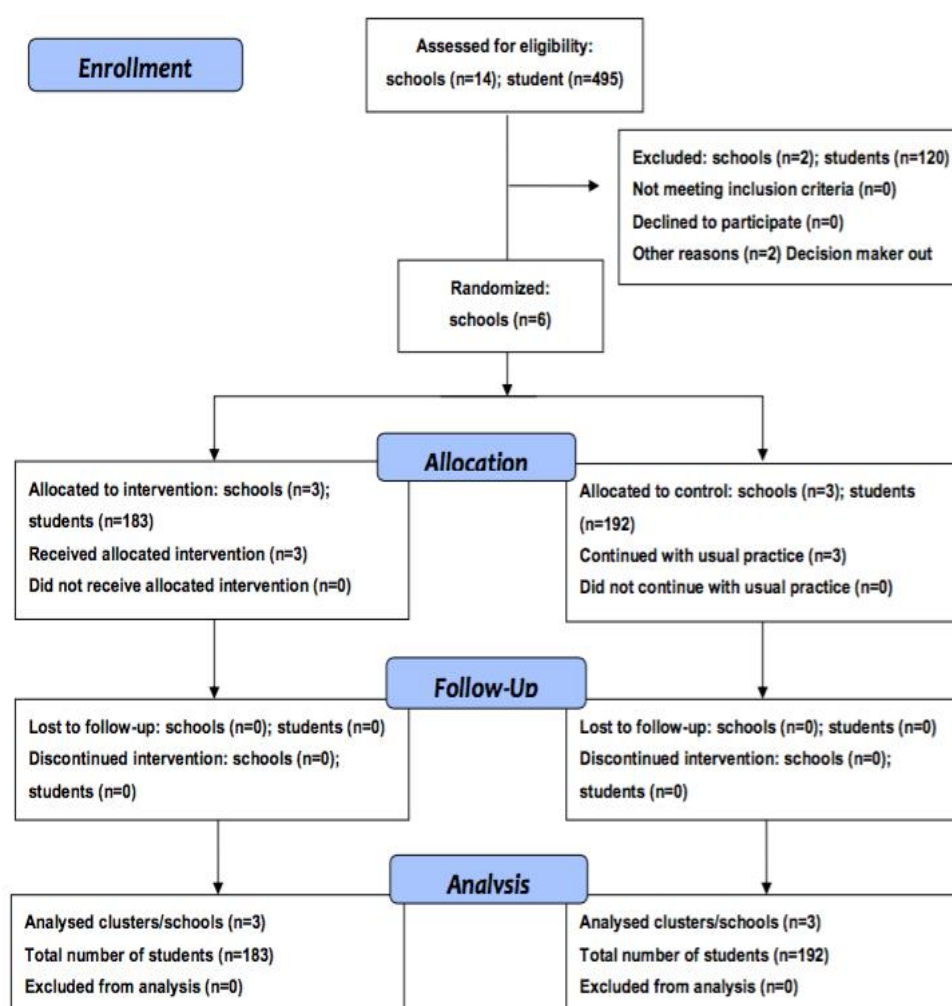 Enrollment
Assessed for eligibility:
schools (n=14); student (n=495)
Excluded: schools (n=2); students (n=120)
Not meeting inclusion criteria (n=0)
Declined to participate (n=0)
Other reasons (n=2) Decision maker out
Randomized:
schools (n=6)
Allocation
Allocated to intervention: schools (n=3);
students (n=183)
Received allocated intervention (n=3)
Did not receive allocated intervention (n=0)
Allocated to control: schools (n=3); students
(n=192)
Continued with usual practice (n=3)
Did not continue with usual practice (n=0)
Follow-Up
Lost to follow-up: schools (n=0); students (n=0)
Discontinued intervention: schools (n=0);
students (n=0)
Lost to follow-up: schools (n=0); students (n=0)
Discontinued intervention: schools (n=0);
students (n=0)
Analysis
Analysed clusters/schools (n=3)
Total number of students (n=183)
Excluded from analysis (n=0)
Analysed clusters/schools (n=3)
Total number of students (n=192)
Excluded from analysis (n=0)